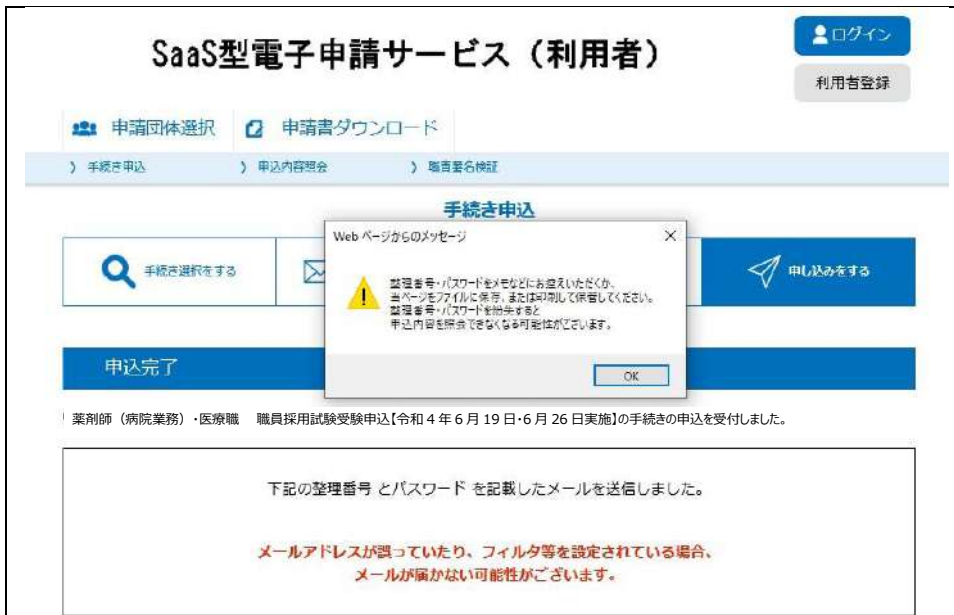 SaaS型電子申請サービス（利用者）
ログイン
利用者登録
申請団体選択
申請書ダウンロード
手続き申込
申込内容照会
職責署名検証
手続き申込
手続き選択をする
申し込みをする
Web ページからのメッセージ
整理番号・パスワードをメモなどにお控えいただくか、
当ページをファイルに保存、または印刷して保管してください。
整理番号・パスワードを紛失すると
申込内容を照会できなくなる可能性がございます。
OK
申込完了
薬剤師（病院業務）・医療職　職員採用試験受験申込【令和４年６月19日・６月26日実施】の手続きの申込を受付しました。
下記の整理番号 とパスワード を記載したメールを送信しました。
メールアドレスが誤っていたり、フィルタ等を設定されている場合、
メールが届かない可能性がございます。